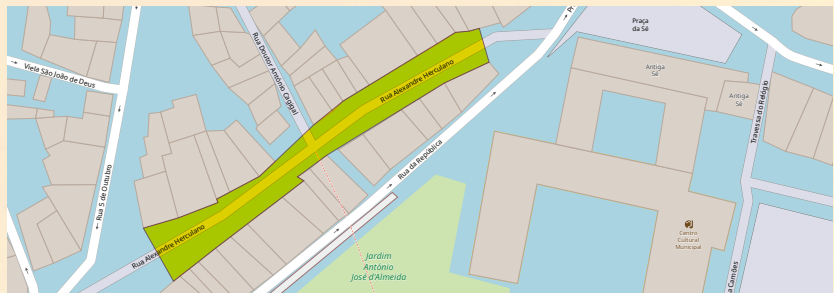 Praça
da Sé
Pr
Rua Doutor António Cagigal
Viela São João de Deus
Rua Alexandre Herculano
Antiga
Sé
Antiga
Sé
Travessa do Relógio
Rua da República
Rua 5 de Outubro
Rua Alexandre Herculano
Centro
Cultural
Municipal
Jardim
António
José d'Almeida
a Camões